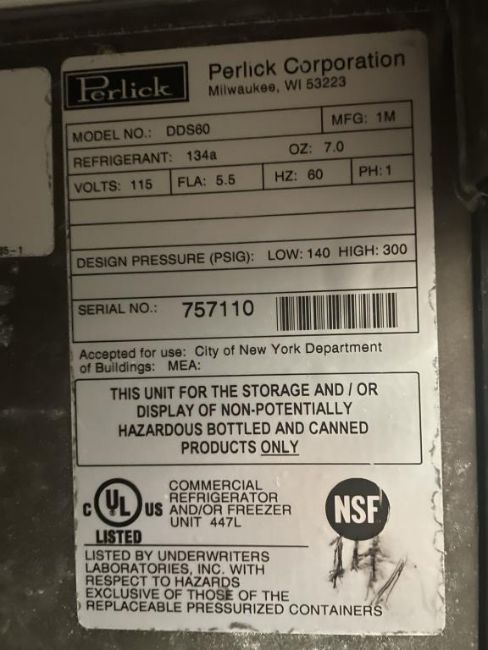 Perlick
Perlick Corporation
Milwaukee, WI 53223
MODEL NO.: DDS60
MFG: 1M
REFRIGERANT: 134a
OZ: 7.0
VOLTS: 115
FLA: 5.5
HZ: 60
PH: 1
DESIGN PRESSURE (PSIG): LOW: 140 HIGH: 300
SERIAL NO.: 757110
Accepted for use: City of New York Department
of Buildings: MEA:
THIS UNIT FOR THE STORAGE AND / OR
DISPLAY OF NON-POTENTIALLY
HAZARDOUS BOTTLED AND CANNED
PRODUCTS ONLY
C UL US
LISTED
COMMERCIAL
REFRIGERATOR
AND/OR FREEZER
UNIT 447L
NSF
LISTED BY UNDERWRITERS
LABORATORIES, INC. WITH
RESPECT TO HAZARDS
EXCLUSIVE OF THOSE OF THE
REPLACEABLE PRESSURIZED CONTAINERS